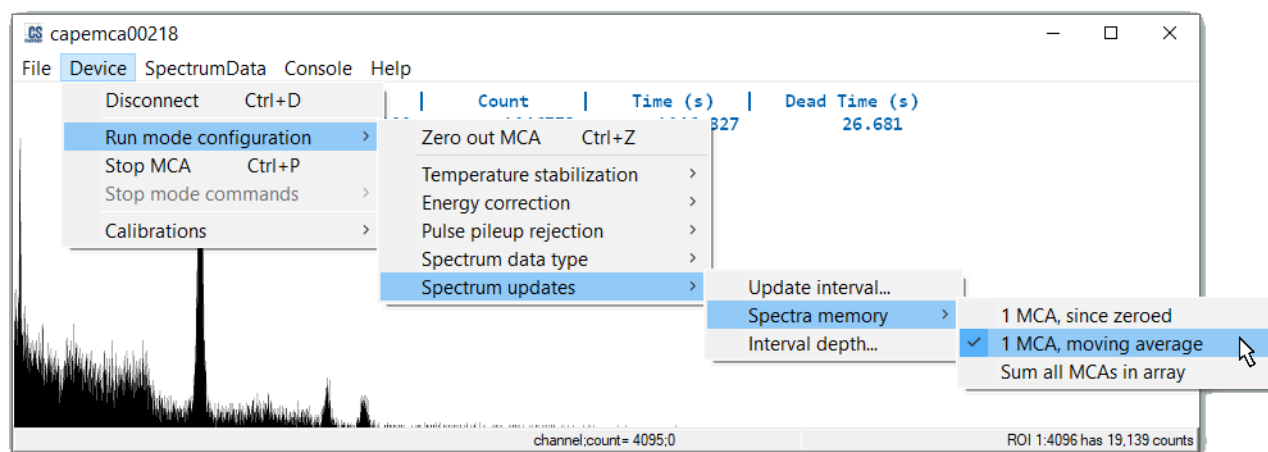 CS capemca00218
File Device SpectrumData Console Help
Disconnect Ctrl+D
Run mode configuration
Stop MCA Ctrl+P
Stop mode commands
Calibrations
| Count | Time (s) | Dead Time (s)
827 26.681
Zero out MCA Ctrl+Z
Temperature stabilization
Energy correction
Pulse pileup rejection
Spectrum data type
Spectrum updates
Update interval...
Spectra memory
Interval depth...
1 MCA, since zeroed
1 MCA, moving average
Sum all MCAs in array
channel;count= 4095;0
ROI 1:4096 has 19,139 counts